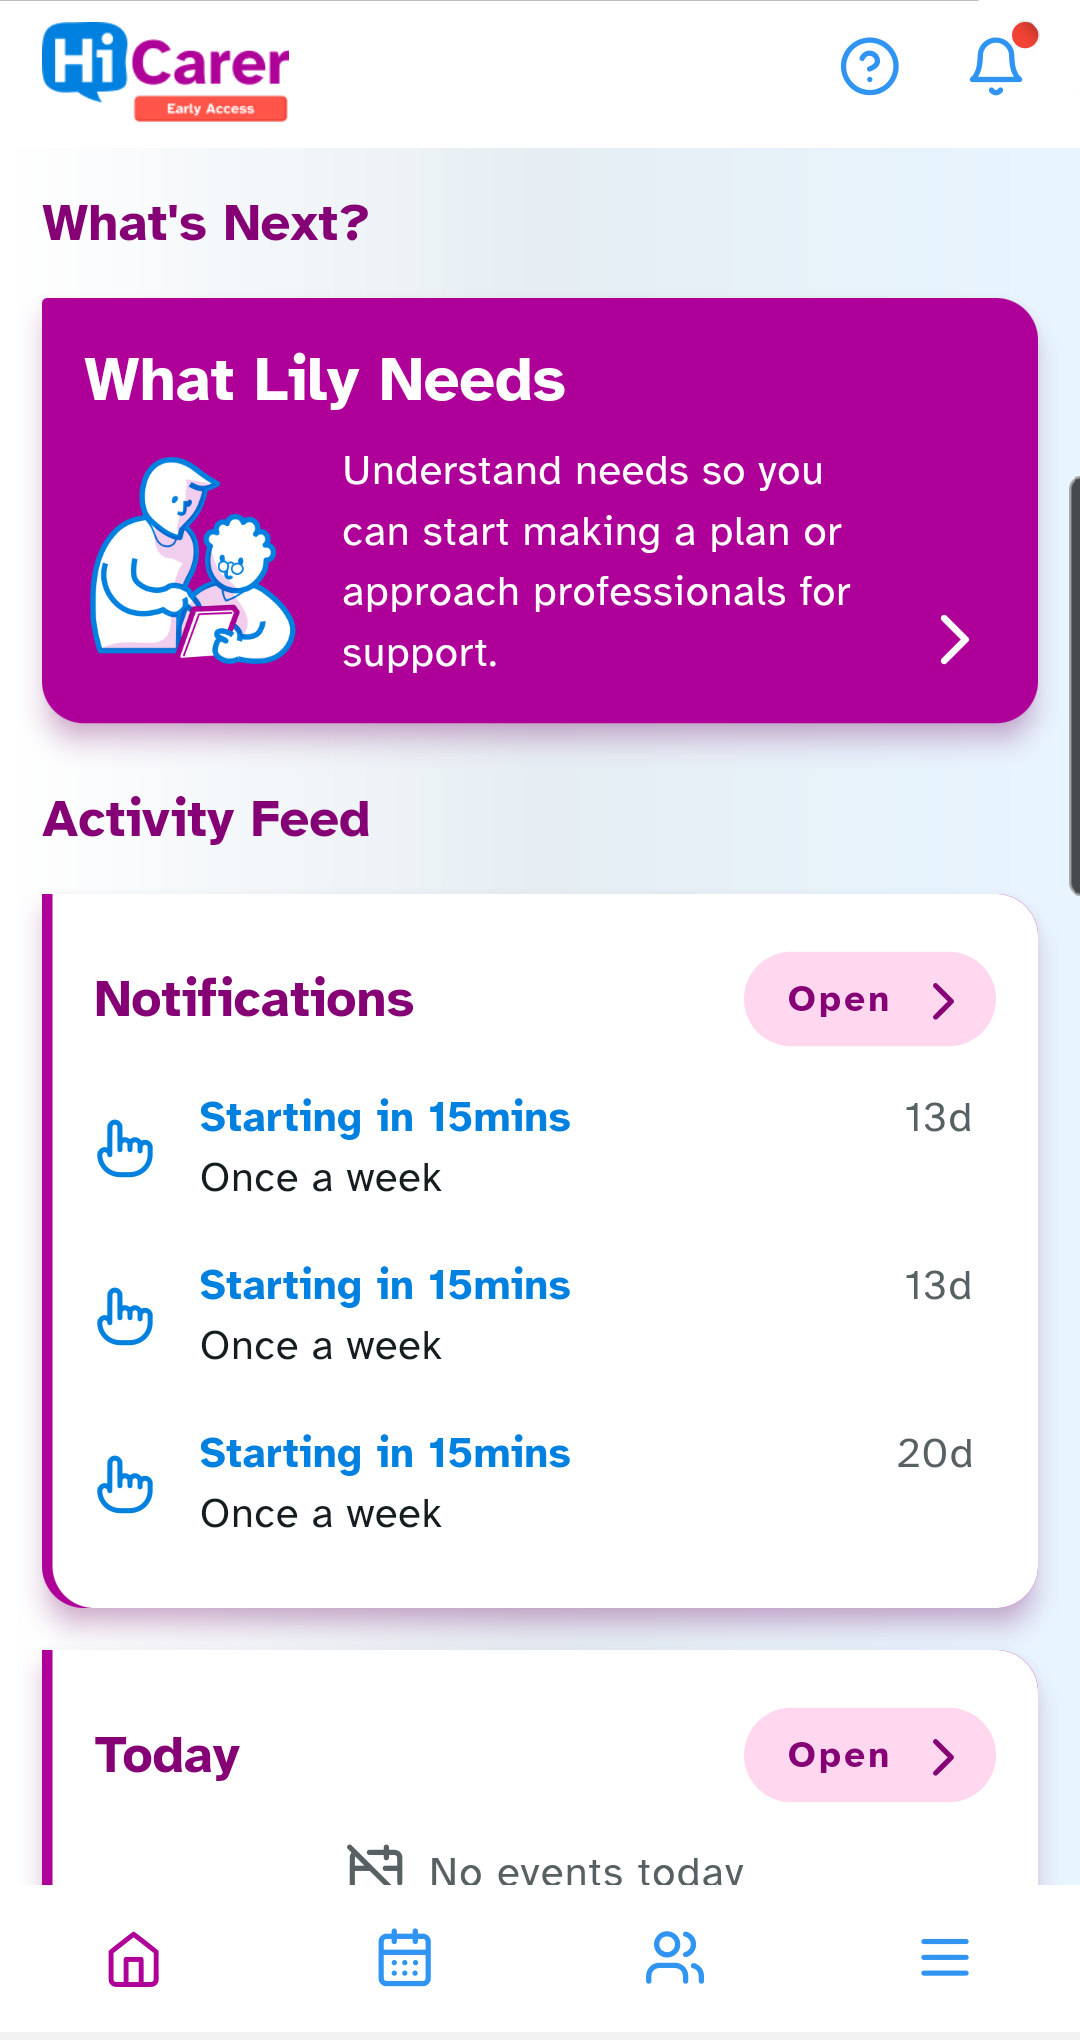 Hi Carer
Early Access
What's Next?
What Lily Needs
Understand needs so you
can start making a plan or
approach professionals for
support.
Activity Feed
Notifications
Open
Starting in 15mins
13d
Once a week
Starting in 15mins
13d
Once a week
Starting in 15mins
20d
Once a week
Today
Open
No events today